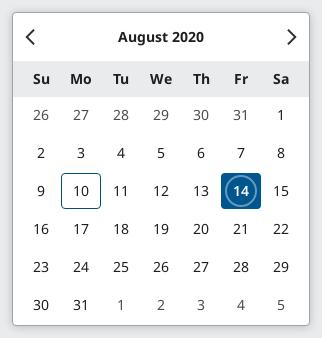 August 2020
Su Mo Tu We Th Fr Sa
26 27 28 29 30 31 1
2 3 4 5 6 7 8
9 10 11 12 13 14 15
16 17 18 19 20 21 22
23 24 25 26 27 28 29
30 31 1 2 3 4 5